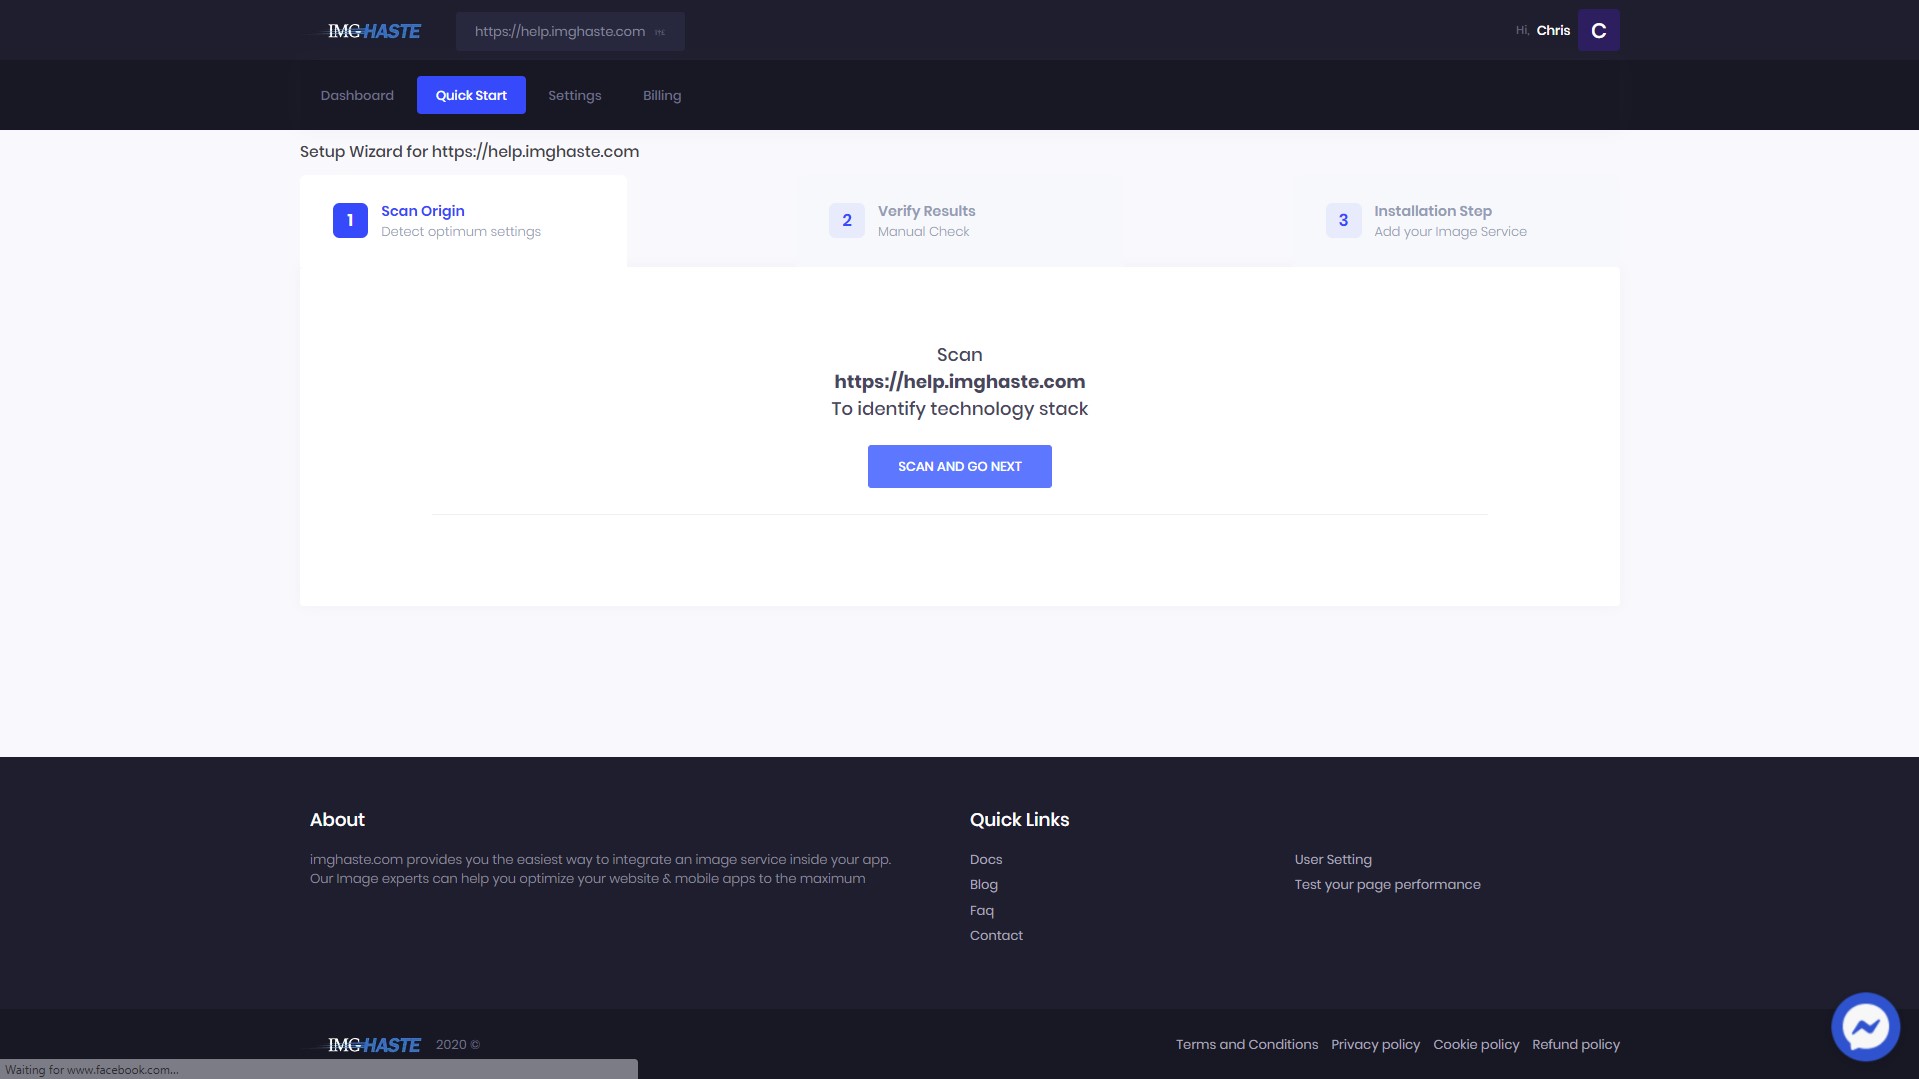 IMGHASTE
https://help.imghaste.com
Hi, Chris
C
Dashboard
Quick Start
Settings
Billing
Setup Wizard for https://help.imghaste.com
1
Scan Origin
Detect optimum settings
2
Verify Results
Manual Check
3
Installation Step
Add your Image Service
Scan
https://help.imghaste.com
To identify technology stack
SCAN AND GO NEXT
About
imghaste.com provides you the easiest way to integrate an image service inside your app.
Our Image experts can help you optimize your website & mobile apps to the maximum
Quick Links
Docs
Blog
Faq
Contact
User Setting
Test your page performance
IMGHASTE
2020 ©
Terms and Conditions
Privacy policy
Cookie policy
Refund policy
Waiting for www.facebook.com...